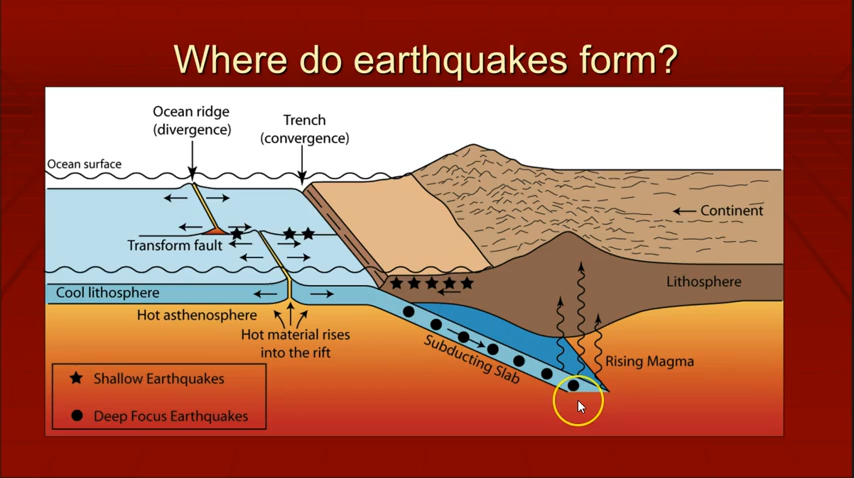 Where do earthquakes form?
Ocean ridge
(divergence)
Trench
(convergence)
Ocean surface
Continent
Transform fault
Lithosphere
Cool lithosphere
Hot asthenosphere
Hot material rises
into the rift
Subducting Slab
Rising Magma
Shallow Earthquakes
Deep Focus Earthquakes